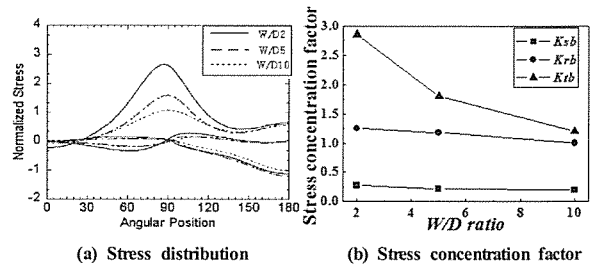 4
3
2
1
0
-1
-2
Normalized Stress
0 30 60 90 120 150 180
Angular Position
W/D2
W/D5
W/D10
(a) Stress distribution
3.0
2.5
2.0
1.5
1.0
0.5
0.0
Stress concentration factor
2 4 6 8 10
W/D ratio
Ksb
Krb
Ktb
(b) Stress concentration factor